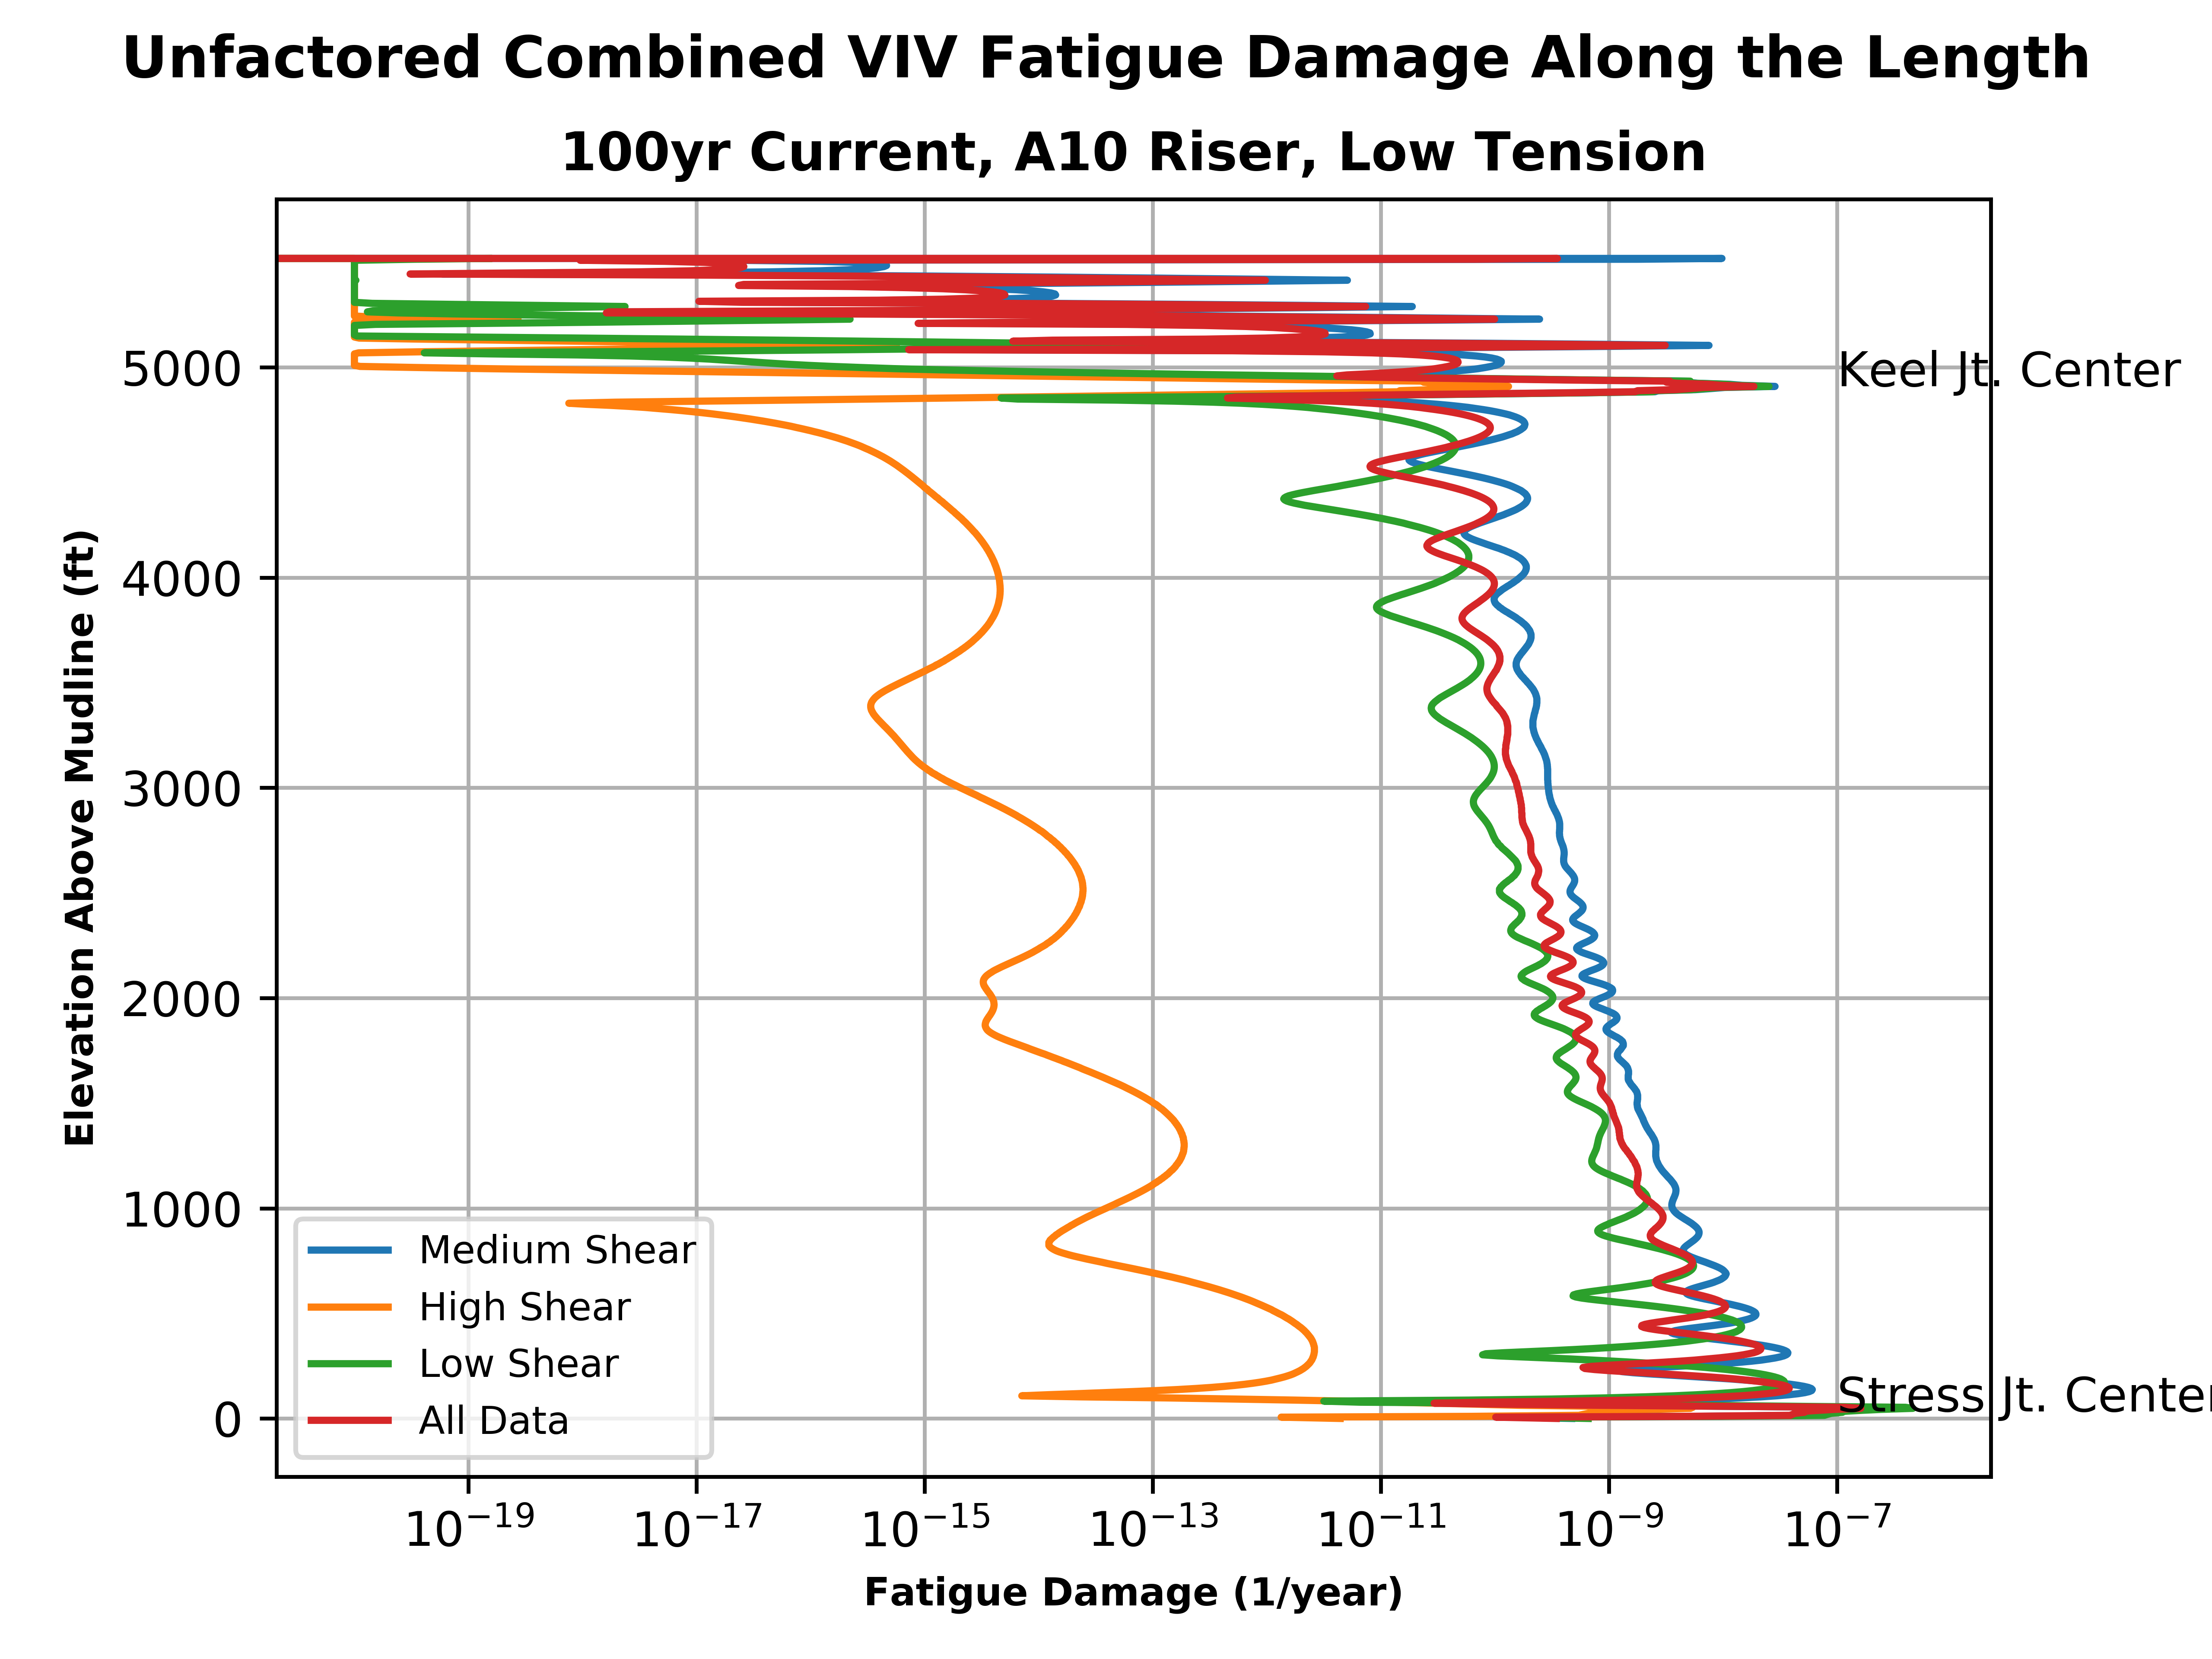 Unfactored Combined VIV Fatigue Damage Along the Length
100yr Current, A10 Riser, Low Tension
Elevation Above Mudline (ft)
5000
4000
3000
2000
1000
0
Keel Jt. Center
Stress Jt. Center
Medium Shear
High Shear
Low Shear
All Data
10⁻¹⁹ 10⁻¹⁷ 10⁻¹⁵ 10⁻¹³ 10⁻¹¹ 10⁻⁹ 10⁻⁷
Fatigue Damage (1/year)